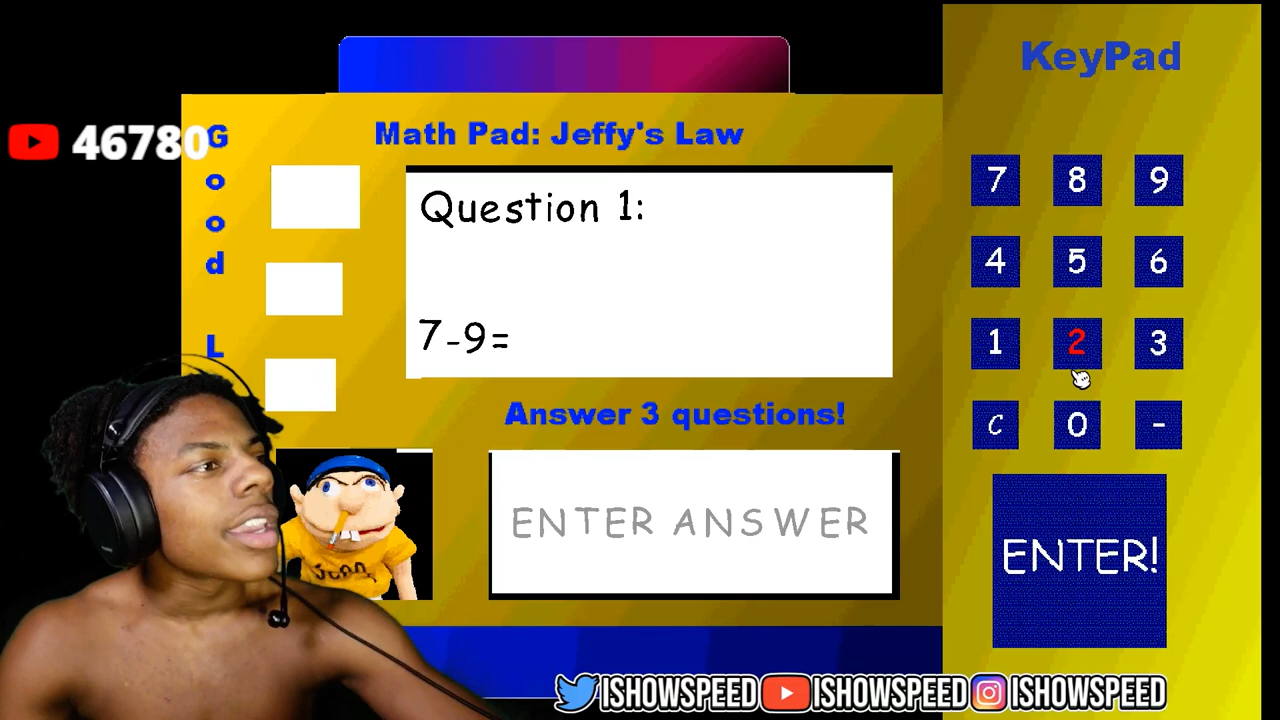 KeyPad
46780
Good L
Math Pad: Jeffy's Law
Question 1:
7-9=
7 8 9
4 5 6
1 2 3
C 0 -
Answer 3 questions!
ENTER ANSWER
ENTER!
ISHOWSPEED ISHOWSPEED ISHOWSPEED